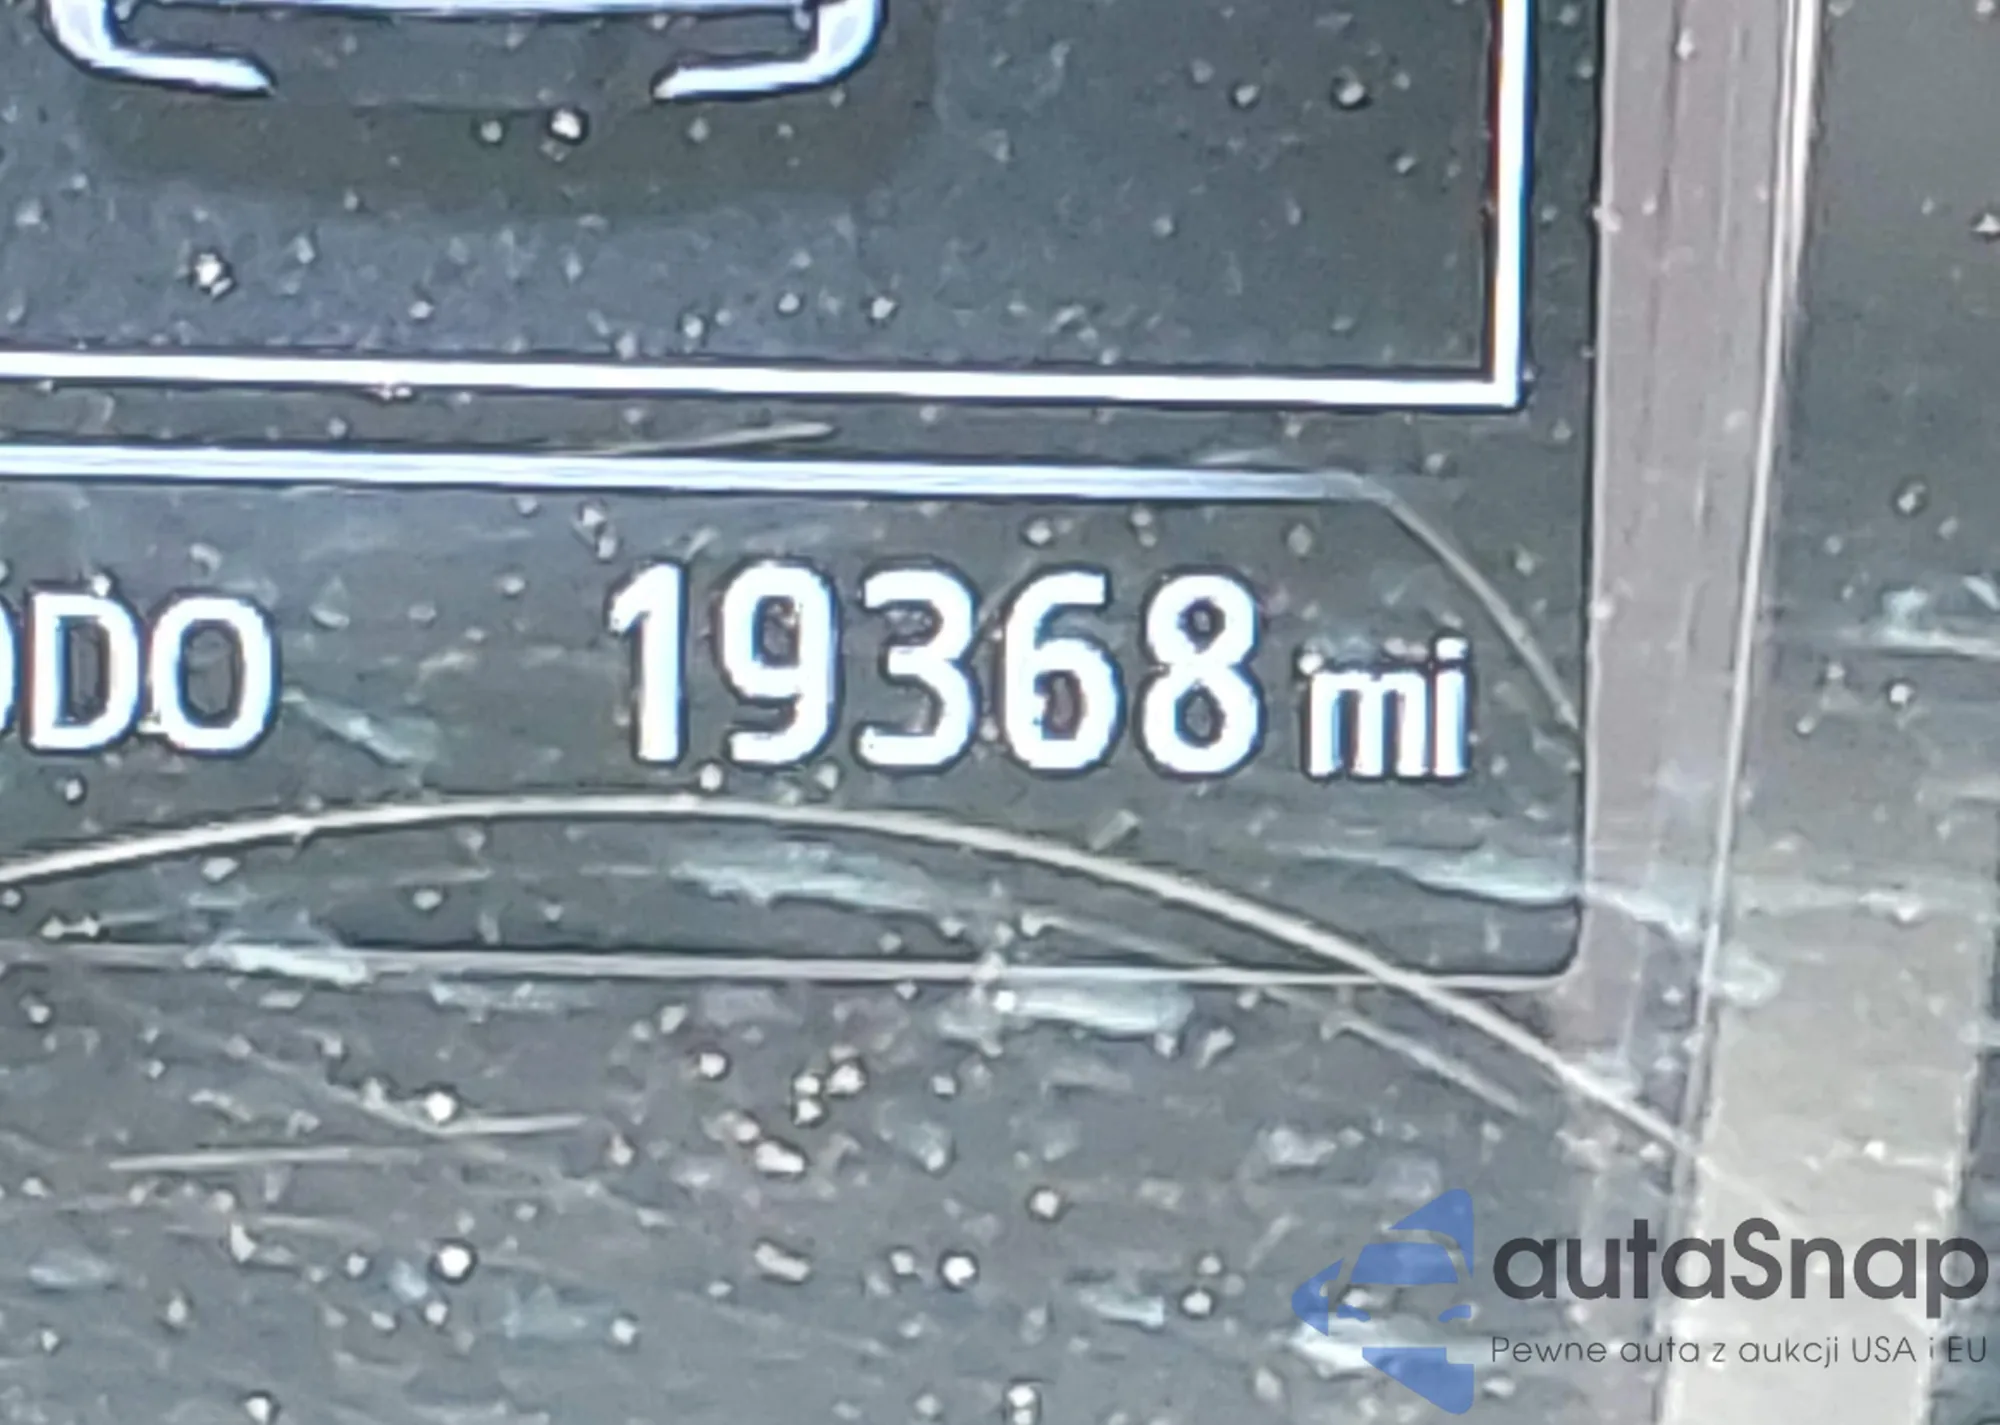 ODO 19368 mi
autaSnap
Pewne auta z aukcji USA i EU